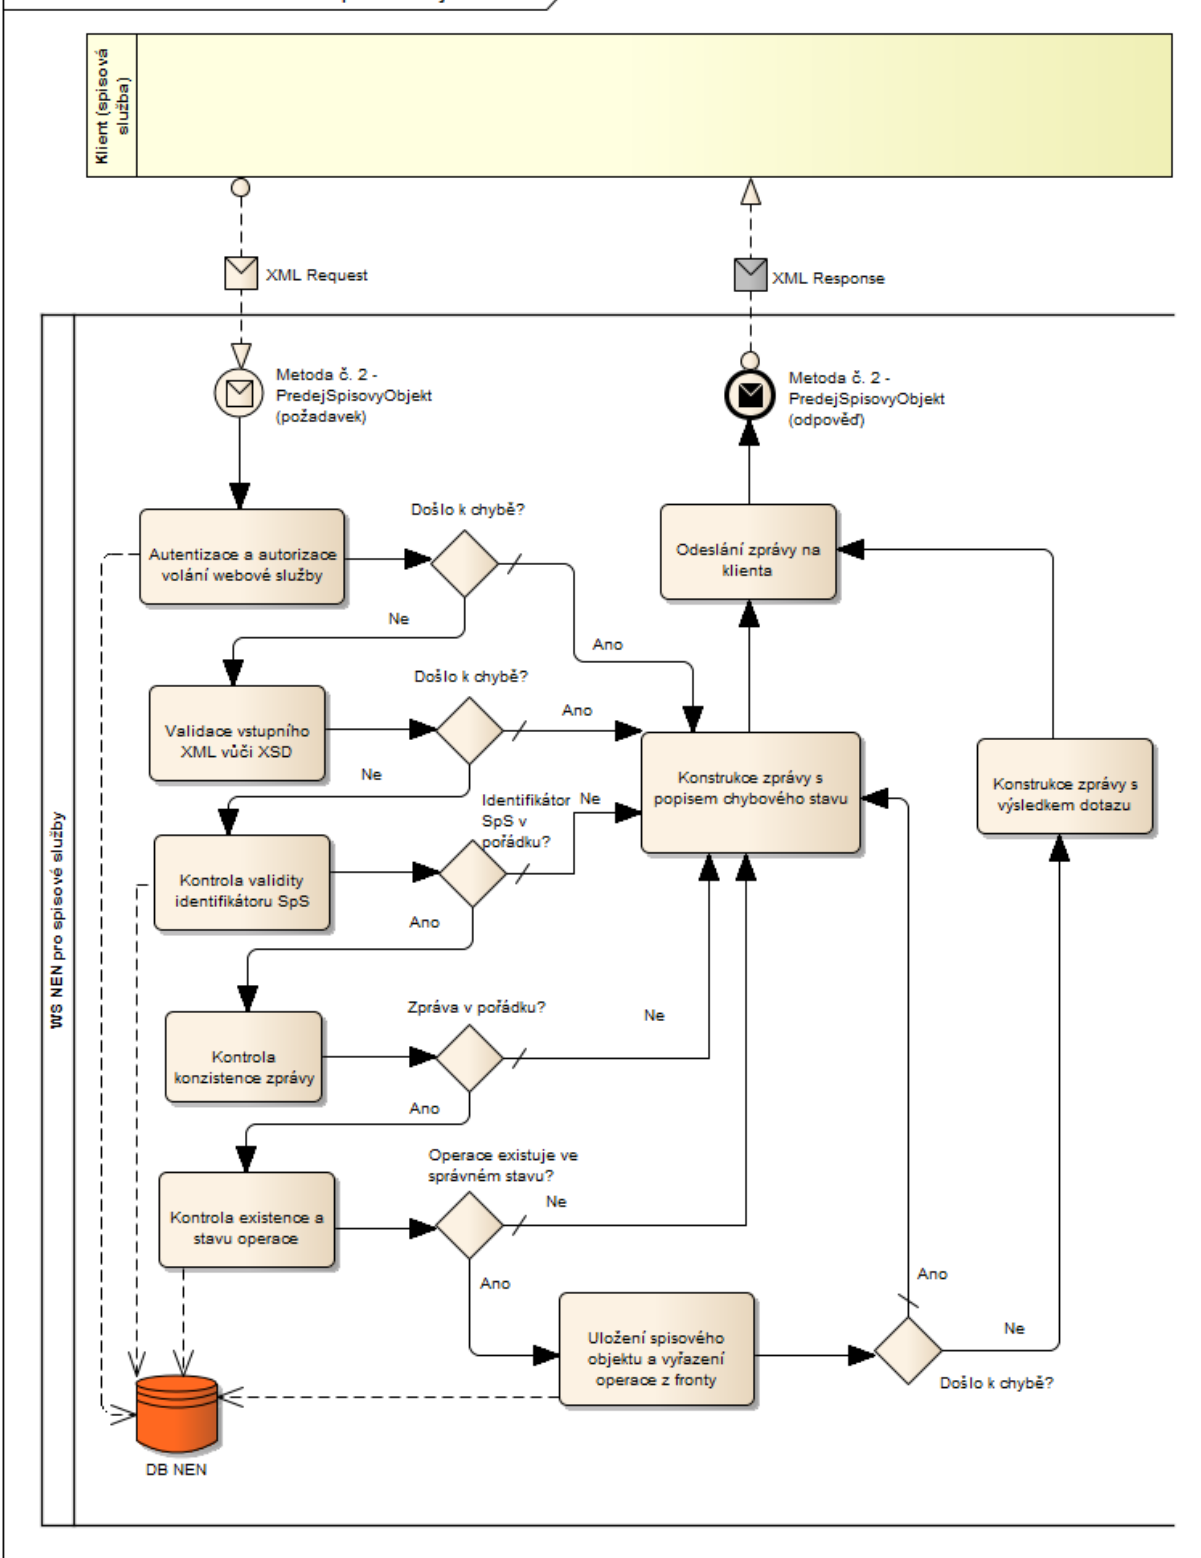 Klient (spisová
služba)
XML Request
XML Response
WS NEN pro spisové služby
Metoda č. 2 -
PredejSpisovyObjekt
(požadavek)
Metoda č. 2 -
PredejSpisovyObjekt
(odpověď)
Došlo k chybě?
Autentizace a autorizace
volání webové služby
Odeslání zprávy na
klienta
Ne
Ano
Došlo k chybě?
Validace vstupního
XML vůči XSD
Ano
Ne
Konstrukce zprávy s
popisem chybového stavu
Konstrukce zprávy s
výsledkem dotazu
Identifikátor
SpS v
pořádku?
Ne
Kontrola validity
identifikátoru SpS
Ano
Zpráva v pořádku?
Ne
Kontrola
konzistence zprávy
Ano
Operace existuje ve
správném stavu?
Ne
Kontrola existence a
stavu operace
Ano
Uložení spisového
objektu a vyřazení
operace z fronty
Ano
Ne
Došlo k chybě?
DB NEN